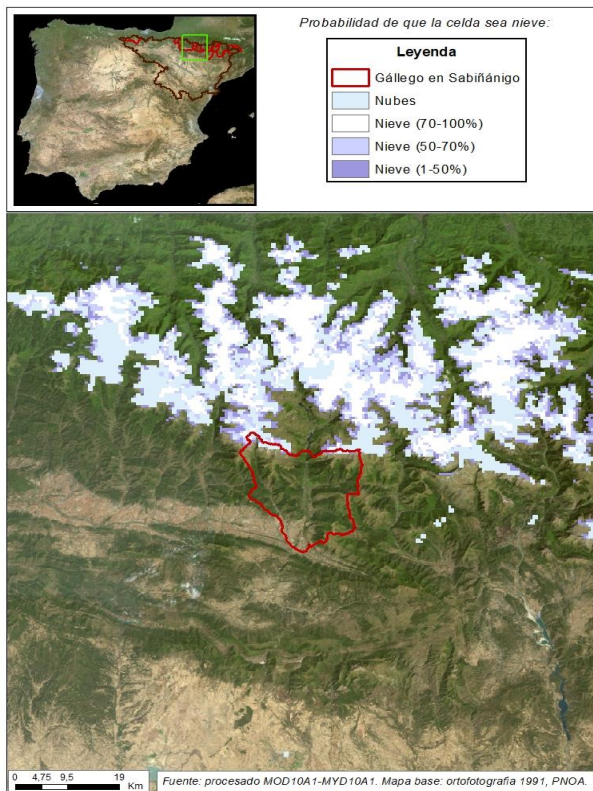 Probabilidad de que la celda sea nieve:
Leyenda
Gállego en Sabiñánigo
Nubes
Nieve (70-100%)
Nieve (50-70%)
Nieve (1-50%)
0 4,75 9,5 19
Km
Fuente: procesado MOD10A1-MYD10A1. Mapa base: ortofotografia 1991, PNOA.